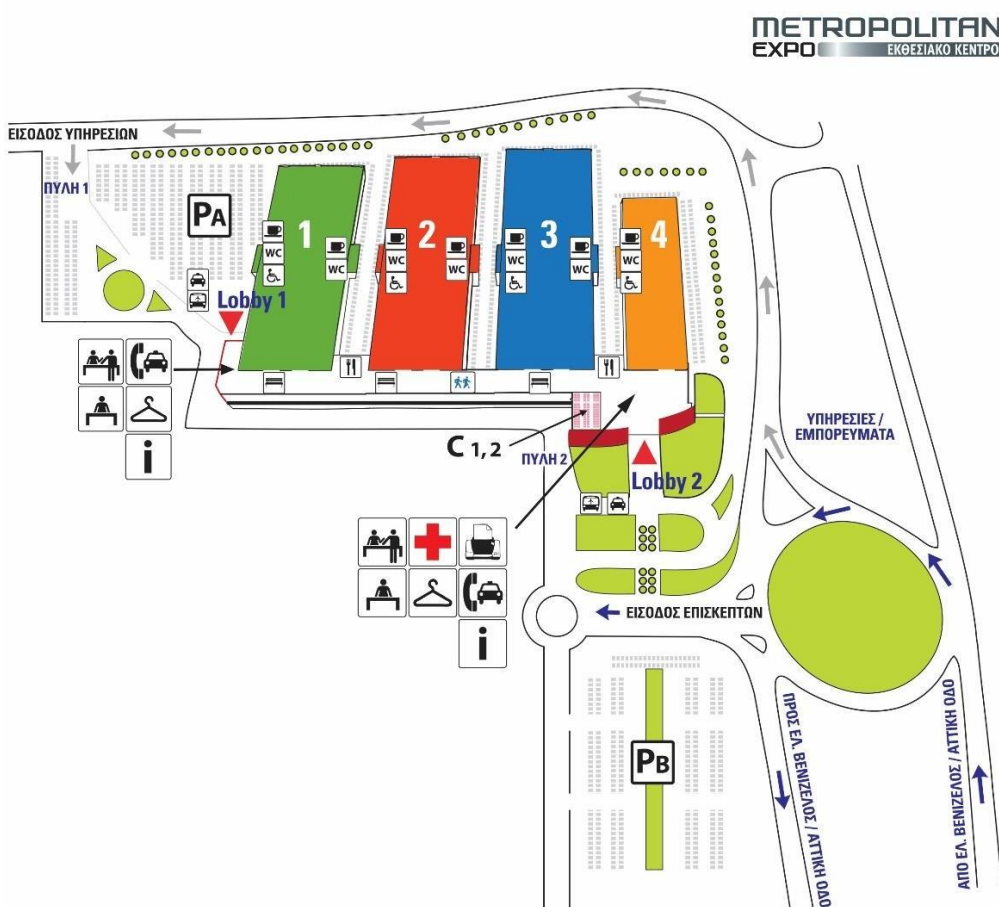 METROPOLITAN
EXPO ΕΚΘΕΣΙΑΚΟ ΚΕΝΤΡΟ
ΕΙΣΟΔΟΣ ΥΠΗΡΕΣΙΩΝ
ΠΥΛΗ 1
PA
1
2
3
4
WC
WC
WC
WC
WC
WC
WC
Lobby 1
i
C 1,2
ΠΥΛΗ 2
Lobby 2
ΥΠΗΡΕΣΙΕΣ /
ΕΜΠΟΡΕΥΜΑΤΑ
i
ΕΙΣΟΔΟΣ ΕΠΙΣΚΕΠΤΩΝ
PB
ΠΡΟΣ ΕΛ. ΒΕΝΙΖΕΛΟΣ / ΑΤΤΙΚΗ ΟΔΟ
ΑΠΟ ΕΛ. ΒΕΝΙΖΕΛΟΣ / ΑΤΤΙΚΗ ΟΔΟ